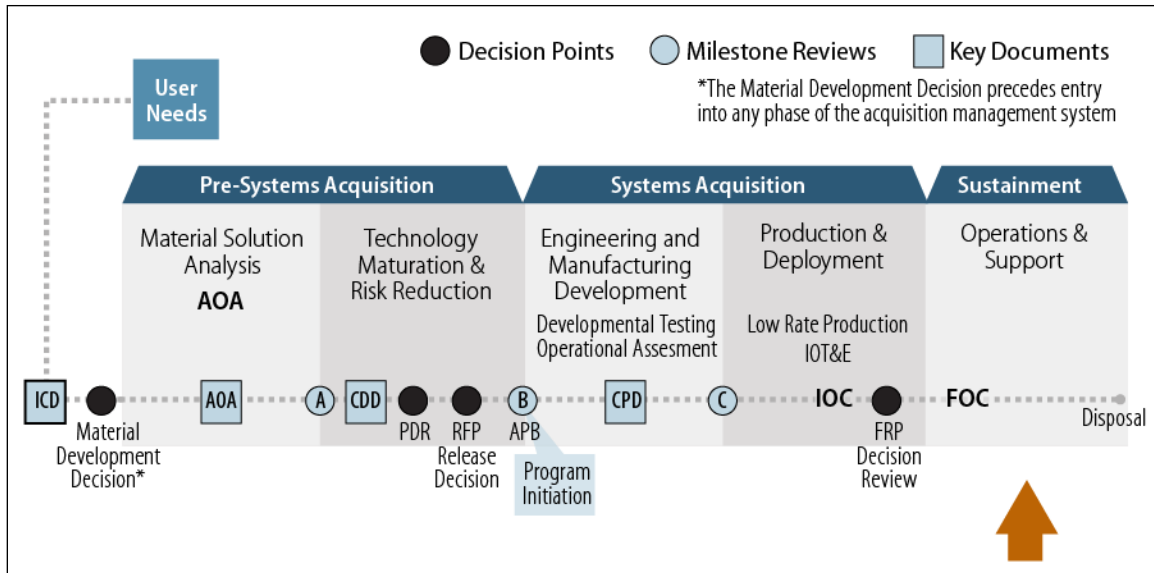 Decision Points
Milestone Reviews
Key Documents
*The Material Development Decision precedes entry
into any phase of the acquisition management system
User
Needs
Pre-Systems Acquisition
Systems Acquisition
Sustainment
Material Solution
Analysis
AOA
Technology
Maturation &
Risk Reduction
Engineering and
Manufacturing
Development
Developmental Testing
Operational Assesment
Production &
Deployment
Low Rate Production
IOT&E
Operations &
Support
ICD
AOA
A
CDD
B
CPD
C
IOC
FOC
Material
Development
Decision*
PDR
RFP
Release
Decision
APB
Program
Initiation
FRP
Decision
Review
Disposal